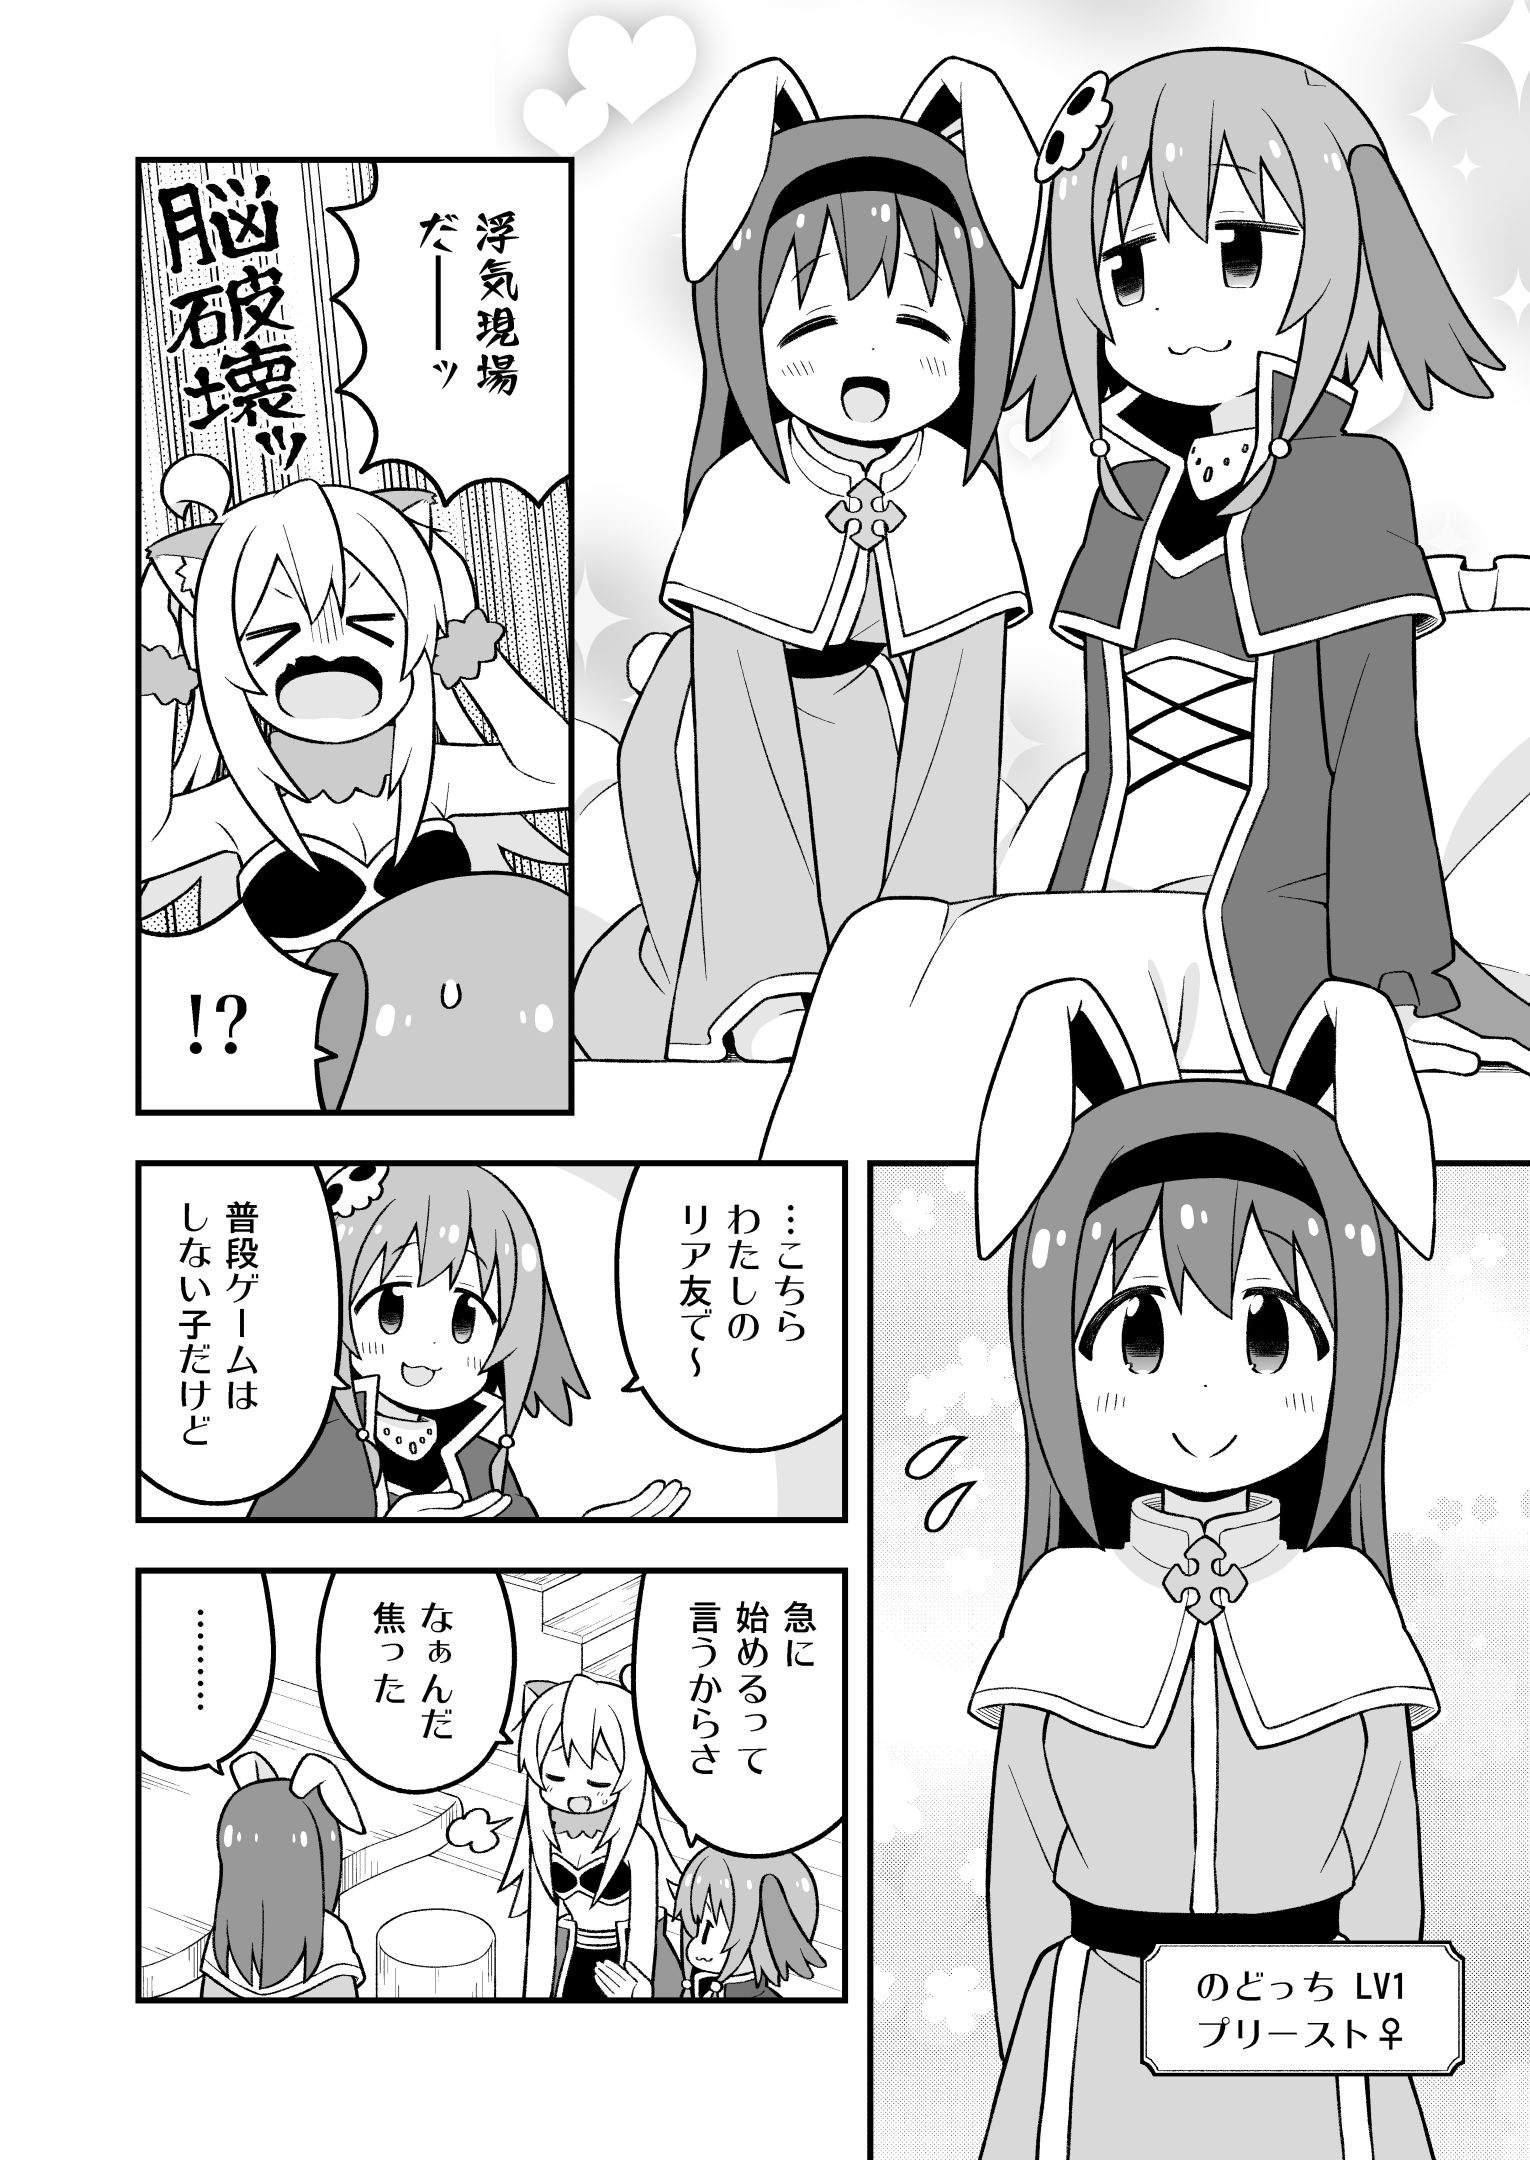 浮気現場
だーーッ
脳破壊ッ
!?
のどっち LV1
プリースト♀
…こちら
わたしの
リア友で～
普段ゲームは
しない子だけど
急に
始めるって
言うからさ
なぁんだ
焦った
………